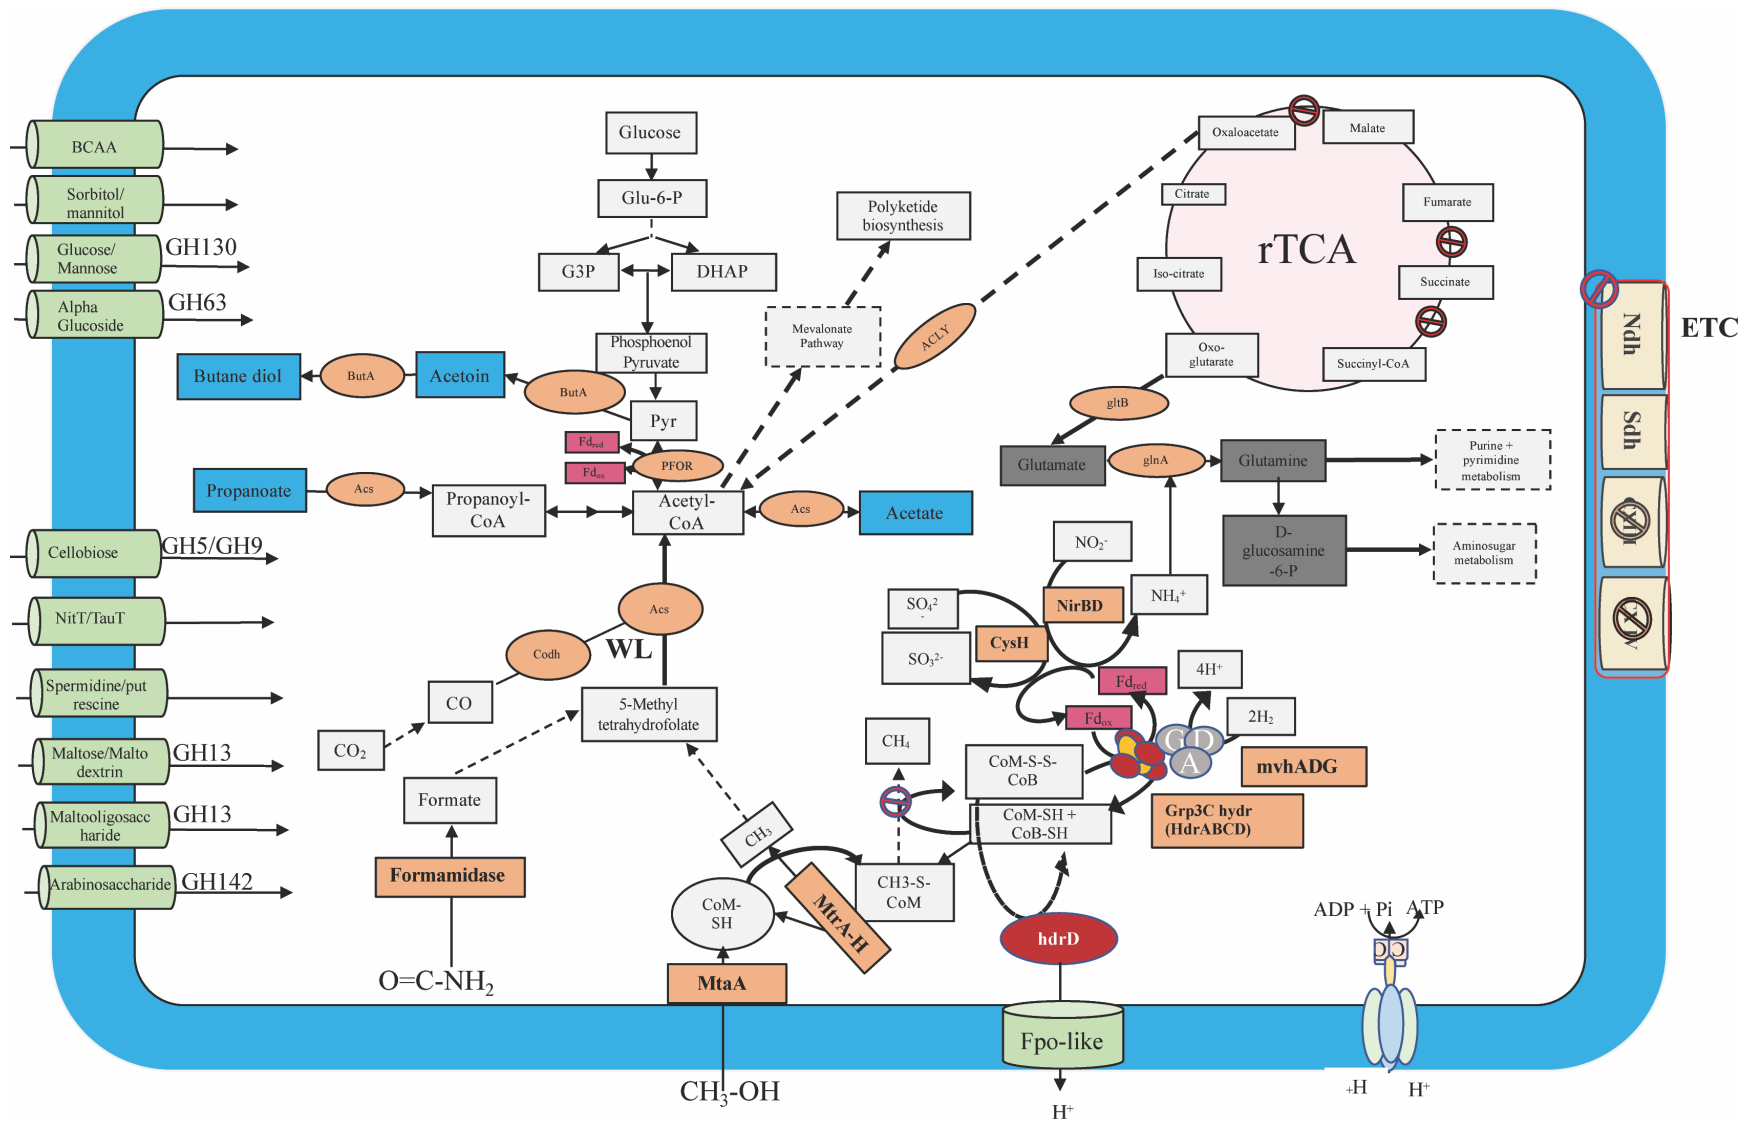 BCAA
Sorbitol/
mannitol
Glucose/
Mannose
GH130
Alpha
Glucoside
GH63
Cellobiose
GH5/GH9
NitT/TauT
Spermidine/put
rescine
Maltose/Malto
dextrin
GH13
Maltooligosacc
haride
GH13
Arabinosaccharide
GH142
Glucose
Glu-6-P
G3P
DHAP
Phosphoenol
Pyruvate
Butane diol
ButA
Acetoin
ButA
Pyr
Fdred
Fdox
PFOR
Propanoate
Acs
Propanoyl-
CoA
Acetyl-
CoA
Acs
Acetate
Polyketide
biosynthesis
Mevalonate
Pathway
ACLY
Oxaloacetate
Malate
Citrate
Fumarate
rTCA
Iso-citrate
Succinate
Oxo-
glutarate
Succinyl-CoA
gltB
Glutamate
glnA
Glutamine
Purine +
pyrimidine
metabolism
D-
glucosamine
-6-P
Aminosugar
metabolism
ETC
Ndh
Sdh
Acs
WL
Codh
CO
CO2
5-Methyl
tetrahydrofolate
Formate
Formamidase
O=C-NH2
NO2-
SO42
-
NirBD
NH4+
CysH
SO32-
Fdred
4H+
Fdox
2H2
G D
A
CH4
CoM-S-S-
CoB
mvhADG
CoM-SH +
CoB-SH
Grp3C hydr
(HdrABCD)
CH3
CH3-S-
CoM
CoM-
SH
MtrA-H
MtaA
CH3-OH
hdrD
Fpo-like
H+
ADP + Pi
ATP
+H
H+